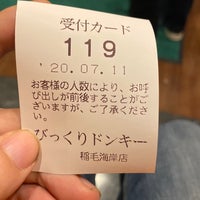 受付カード
119
'20.07.11
お客様の人数により、お呼
び出しが前後することがご
ざいますが、ご了承ください。
びっくりドンキー
稲毛海岸店